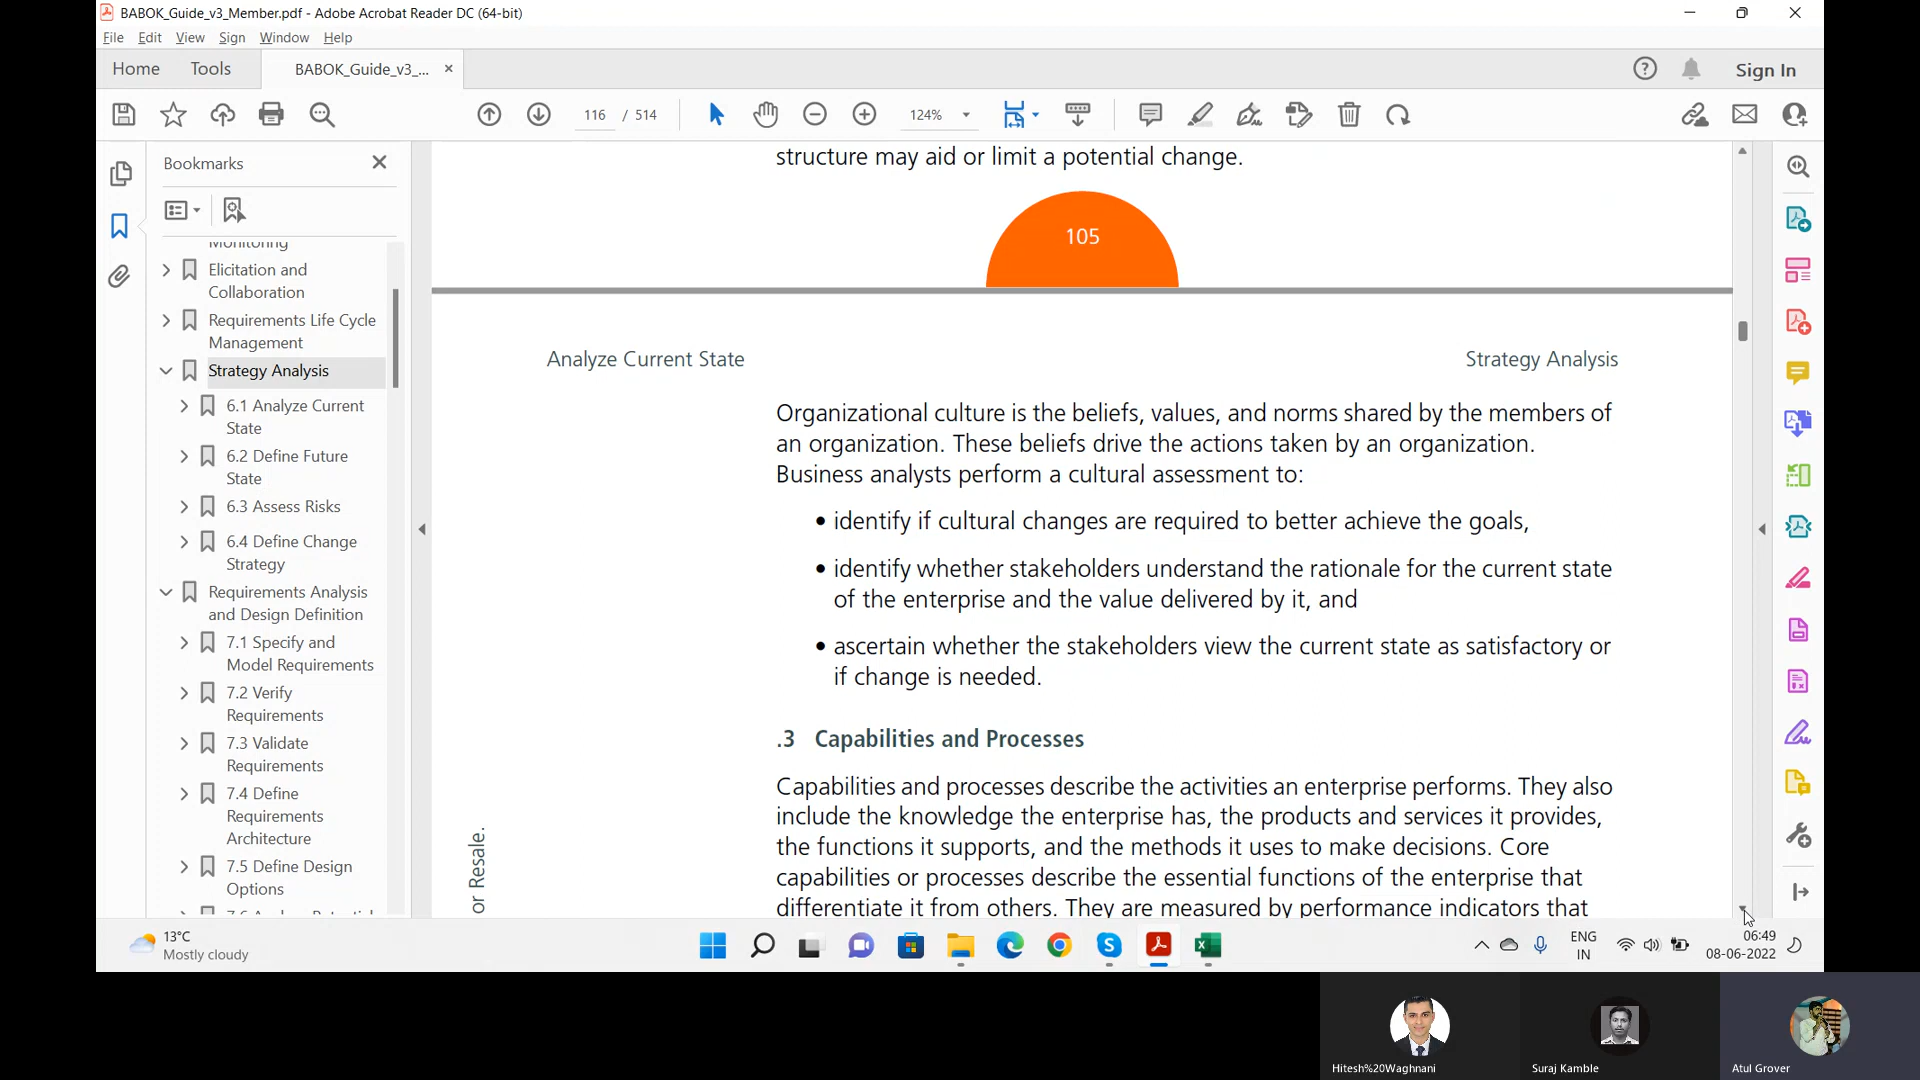 BABOK_Guide_v3_Member.pdf - Adobe Acrobat Reader DC (64-bit)
File Edit View Sign Window Help
Home Tools BABOK_Guide_v3_... × Sign In
116 / 514 124%
Bookmarks
structure may aid or limit a potential change.
105
Monitoring
Elicitation and
Collaboration
Requirements Life Cycle
Management
Strategy Analysis
6.1 Analyze Current
State
6.2 Define Future
State
6.3 Assess Risks
6.4 Define Change
Strategy
Requirements Analysis
and Design Definition
7.1 Specify and
Model Requirements
7.2 Verify
Requirements
7.3 Validate
Requirements
7.4 Define
Requirements
Architecture
7.5 Define Design
Options
Analyze Current State Strategy Analysis
Organizational culture is the beliefs, values, and norms shared by the members of
an organization. These beliefs drive the actions taken by an organization.
Business analysts perform a cultural assessment to:
• identify if cultural changes are required to better achieve the goals,
• identify whether stakeholders understand the rationale for the current state
of the enterprise and the value delivered by it, and
• ascertain whether the stakeholders view the current state as satisfactory or
if change is needed.
.3 Capabilities and Processes
Capabilities and processes describe the activities an enterprise performs. They also
include the knowledge the enterprise has, the products and services it provides,
the functions it supports, and the methods it uses to make decisions. Core
capabilities or processes describe the essential functions of the enterprise that
differentiate it from others. They are measured by performance indicators that
or Resale.
13°C
Mostly cloudy
ENG
IN
06:49
08-06-2022
Hitesh%20Waghnani
Suraj Kamble
Atul Grover